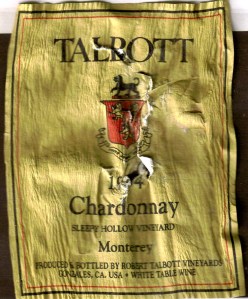 TALBOTT
Chardonnay
SLEEPY HOLLOW VINEYARD
Monterey
PRODUCED & BOTTLED BY ROBERT TALBOTT VINEYARDS
GONZALES, CA. USA • WHITE TABLE WINE